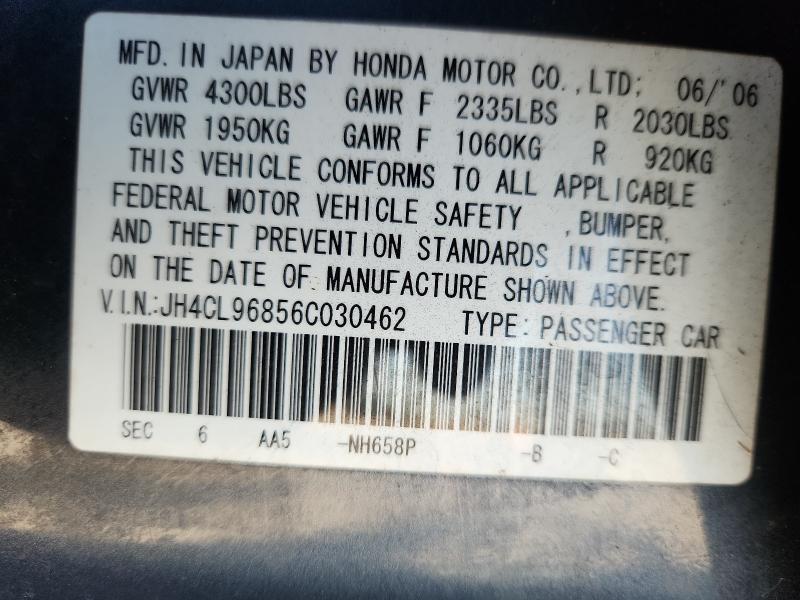 MFD. IN JAPAN BY HONDA MOTOR CO.,LTD; 06/'06
GVWR 4300LBS GAWR F 2335LBS R 2030LBS
GVWR 1950KG GAWR F 1060KG R 920KG
THIS VEHICLE CONFORMS TO ALL APPLICABLE
FEDERAL MOTOR VEHICLE SAFETY ,BUMPER,
AND THEFT PREVENTION STANDARDS IN EFFECT
ON THE DATE OF MANUFACTURE SHOWN ABOVE.
V.I.N.:JH4CL96856C030462 TYPE: PASSENGER CAR
SEC 6 AA5 -NH658P -B -C